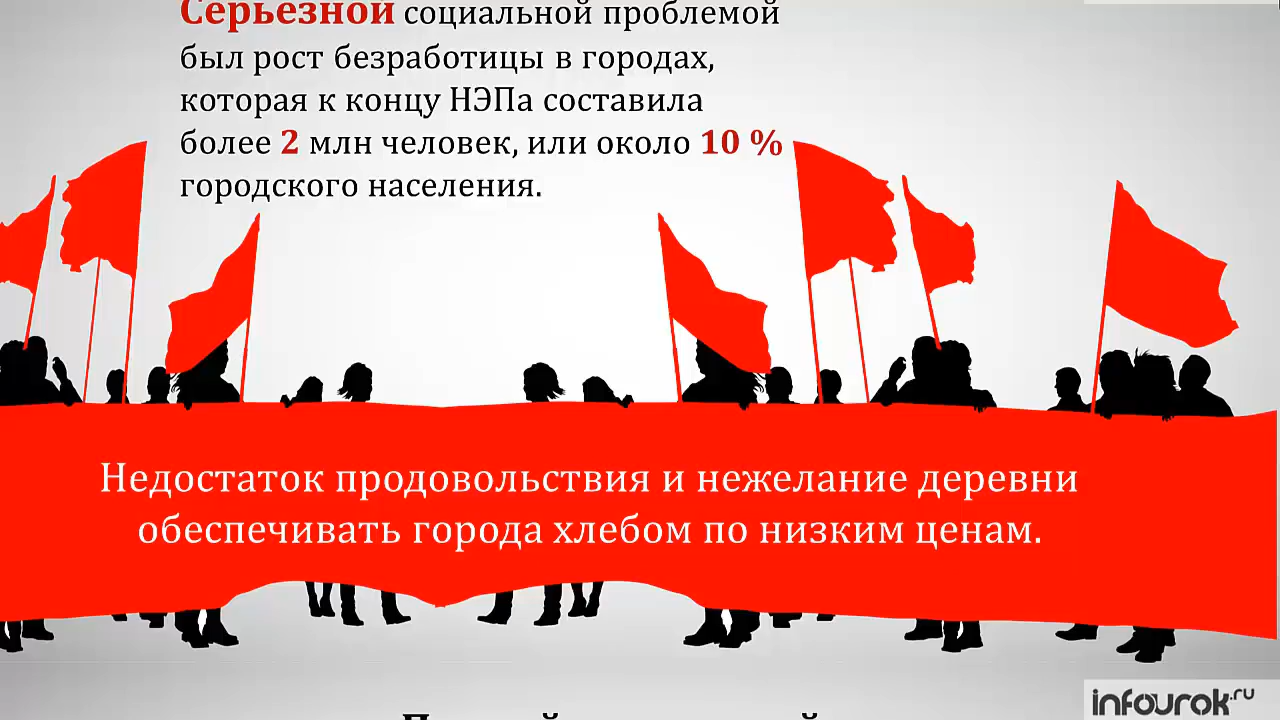 Серьезной социальной проблемой
был рост безработицы в городах,
которая к концу НЭПа составила
более 2 млн человек, или около 10 %
городского населения.
Недостаток продовольствия и нежелание деревни
обеспечивать города хлебом по низким ценам.
infourok.ru